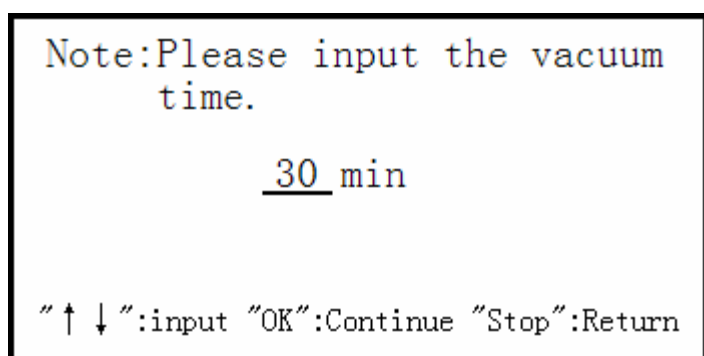 Note:Please input the vacuum
time.
30 min
"↑↓":input "OK":Continue "Stop":Return